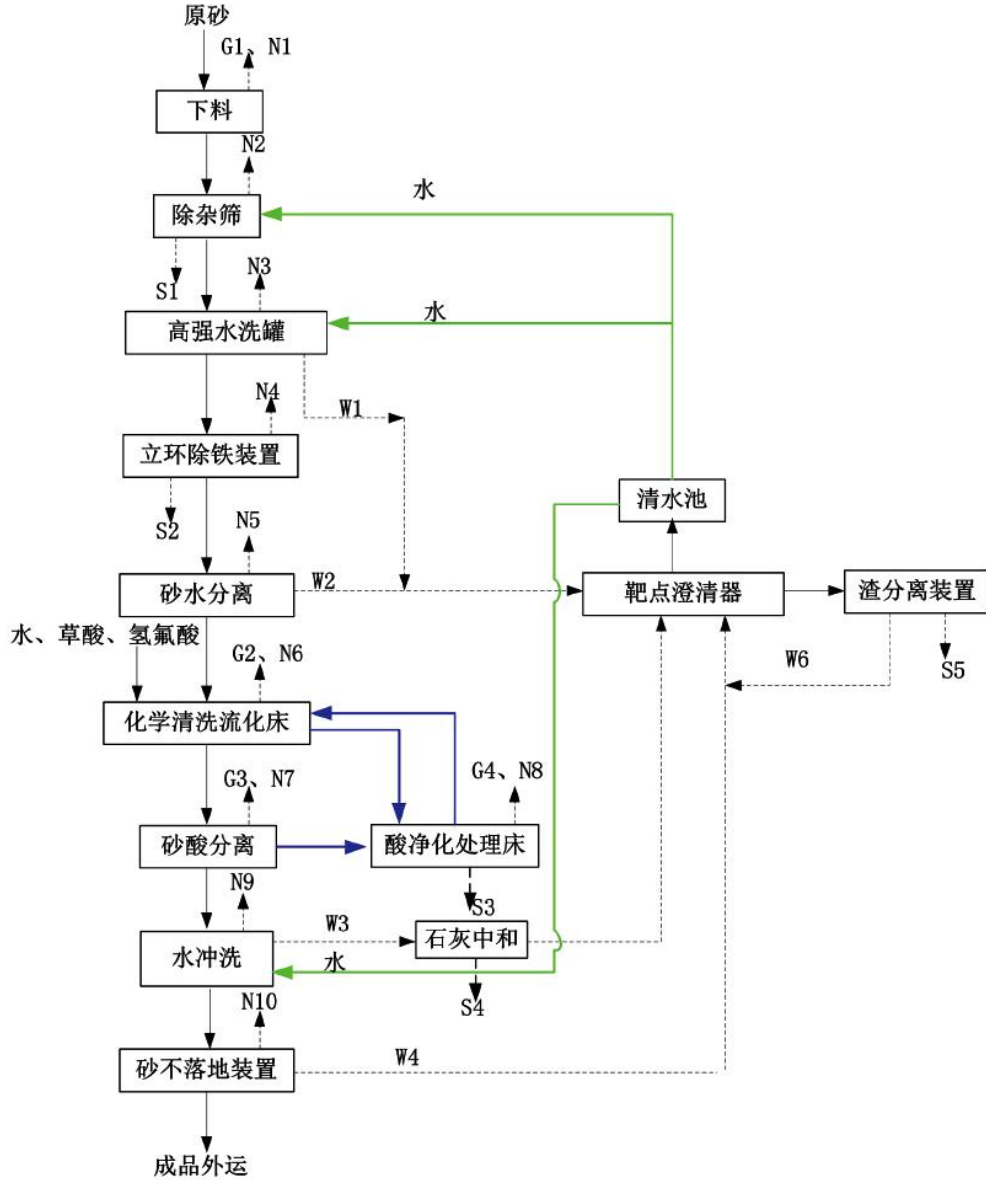 原砂
G1、N1
下料
N2
水
除杂筛
S1
N3
水
高强水洗罐
N4
W1
立环除铁装置
S2
清水池
N5
砂水分离
W2
靶点澄清器
渣分离装置
水、草酸、氢氟酸
G2、N6
W6
S5
化学清洗流化床
G3、N7
G4、N8
砂酸分离
酸净化处理床
N9
S3
W3
石灰中和
水冲洗
水
S4
N10
砂不落地装置
W4
成品外运